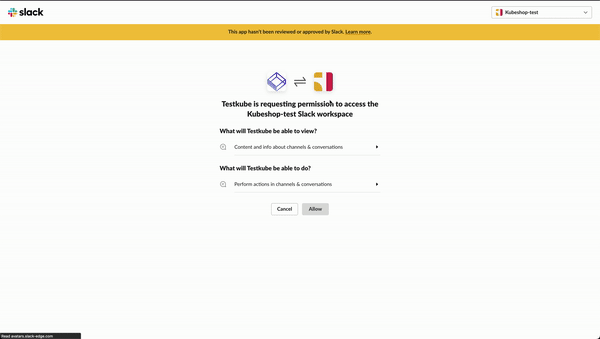 slack
Kubeshop-test
This app hasn't been reviewed or approved by Slack. Learn more.
Testkube is requesting permission to access the
Kubeshop-test Slack workspace
What will Testkube be able to view?
Content and info about channels & conversations
What will Testkube be able to do?
Perform actions in channels & conversations
Cancel
Allow
Read avatars.slack-edge.com